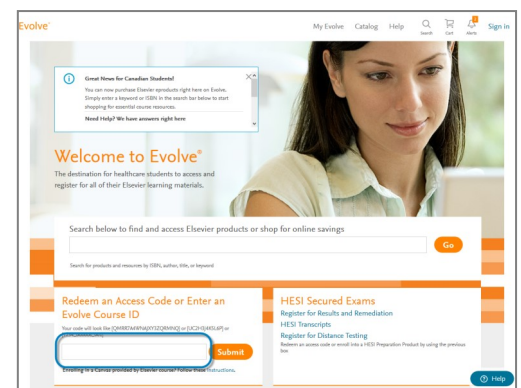 Evolve
My Evolve Catalog Help Search Cart Alerts Sign in
Great News for Canadian Students!
You can now purchase Elsevier eproducts right here on Evolve.
Simply enter a keyword or ISBN in the search bar below to start
shopping for essential course resources.
Need Help? We have answers right here
Welcome to Evolve®
The destination for healthcare students to access and
register for all of their Elsevier learning materials.
Search below to find and access Elsevier products or shop for online savings
Go
Search for products and resources by ISBN, author, title, or keyword
Redeem an Access Code or Enter an
Evolve Course ID
Your code will look like or
Submit
Enrolling in a Canvas provided by Elsevier course? Follow these instructions.
HESI Secured Exams
Register for Results and Remediation
HESI Transcripts
Register for Distance Testing
Redeem an access code or enroll into a HESI Preparation Product by using the previous
box
Help